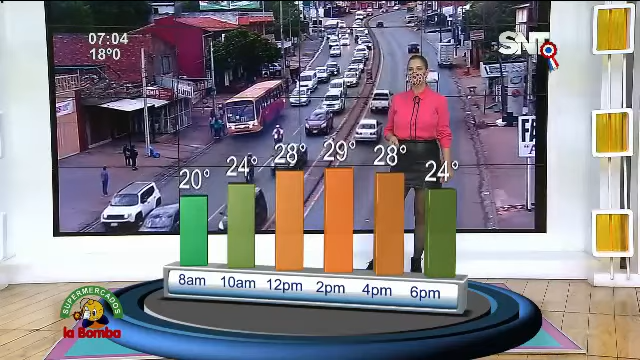 07:04
18°
SNT
20° 24° 28° 29° 28° 24°
8am 10am 12pm 2pm 4pm 6pm
SUPERMERCADOS
la Bomba